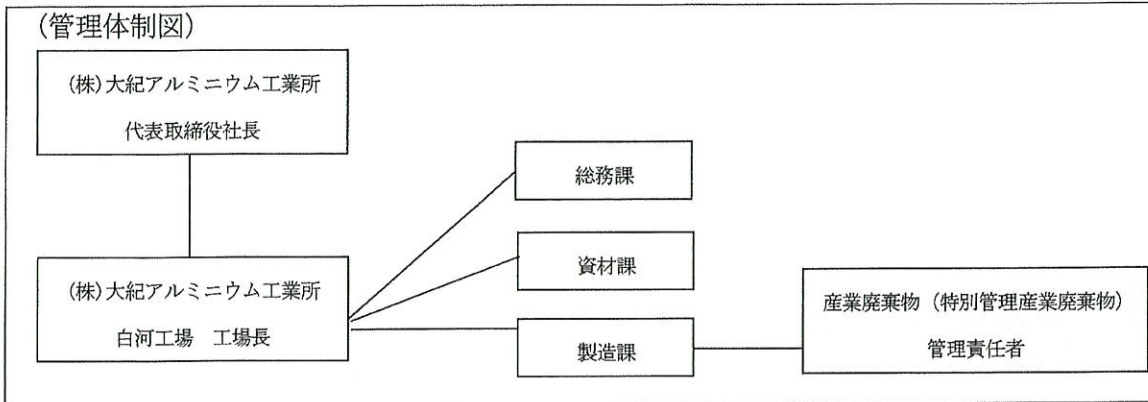 (管理体制図)
(株)大紀アルミニウム工業所
代表取締役社長
総務課
資材課
(株)大紀アルミニウム工業所
白河工場　工場長
製造課
産業廃棄物（特別管理産業廃棄物）
管理責任者